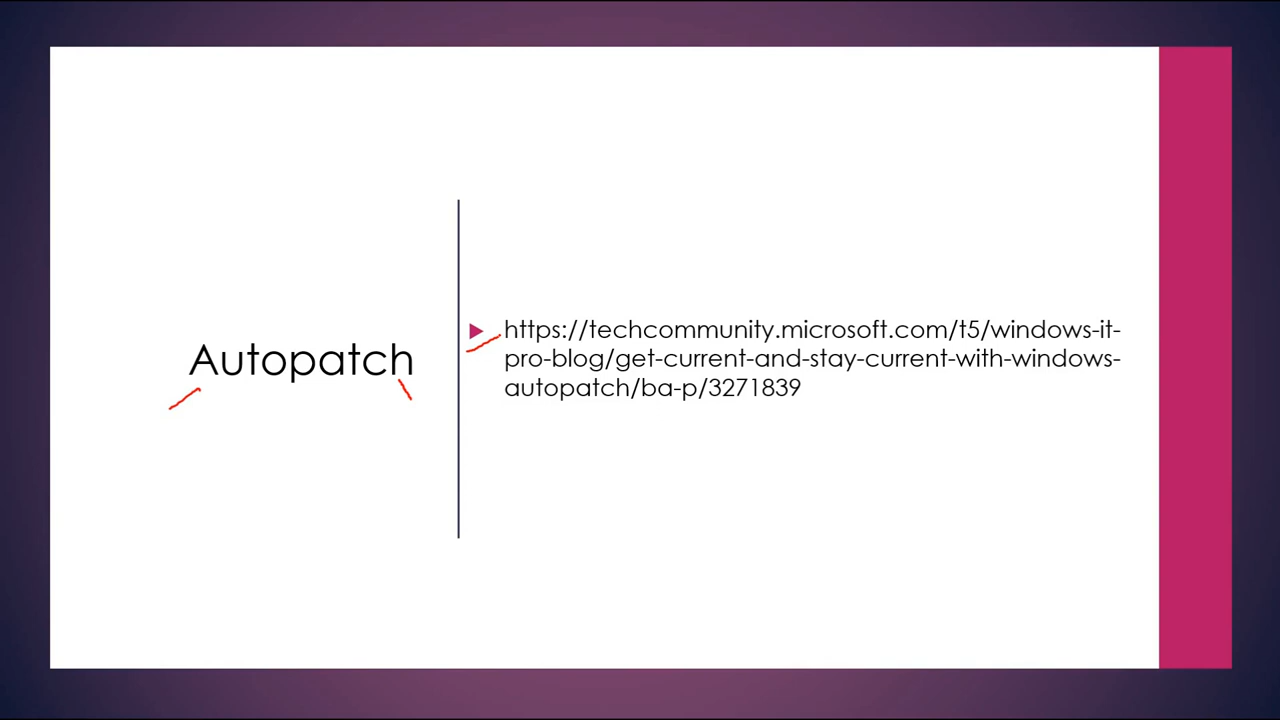 Autopatch
https://techcommunity.microsoft.com/t5/windows-it-
pro-blog/get-current-and-stay-current-with-windows-
autopatch/ba-p/3271839